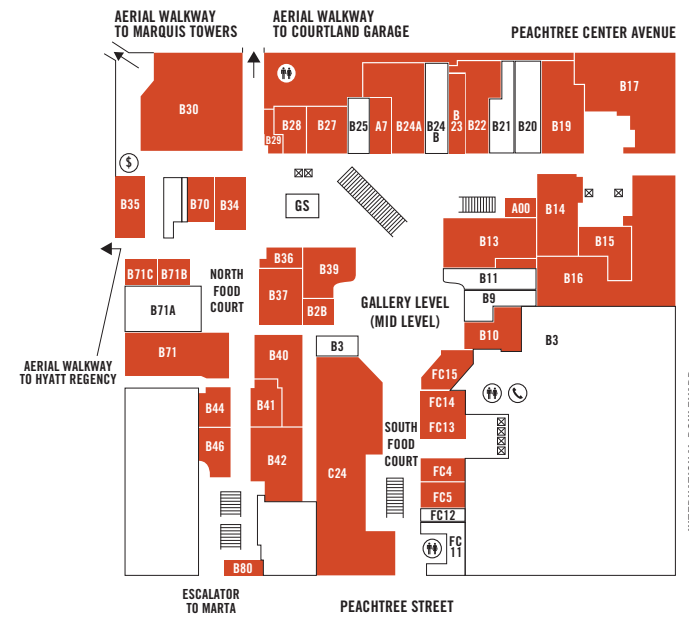 AERIAL WALKWAY
TO MARQUIS TOWERS
AERIAL WALKWAY
TO COURTLAND GARAGE
PEACHTREE CENTER AVENUE
B30
B17
B28
B27
B25
A7
B24A
B24
B
B
23
B22
B21
B20
B19
B29
$
B35
B70
B34
GS
A00
B14
B13
B15
B36
B39
B71C
B71B
NORTH
FOOD
COURT
B37
B11
B16
B71A
B2B
GALLERY LEVEL
(MID LEVEL)
B9
B10
B3
B3
B71
B40
AERIAL WALKWAY
TO HYATT REGENCY
FC15
B44
B41
FC14
FC13
SOUTH
FOOD
COURT
B46
B42
C24
FC4
FC5
FC12
FC
11
B80
ESCALATOR
TO MARTA
PEACHTREE STREET